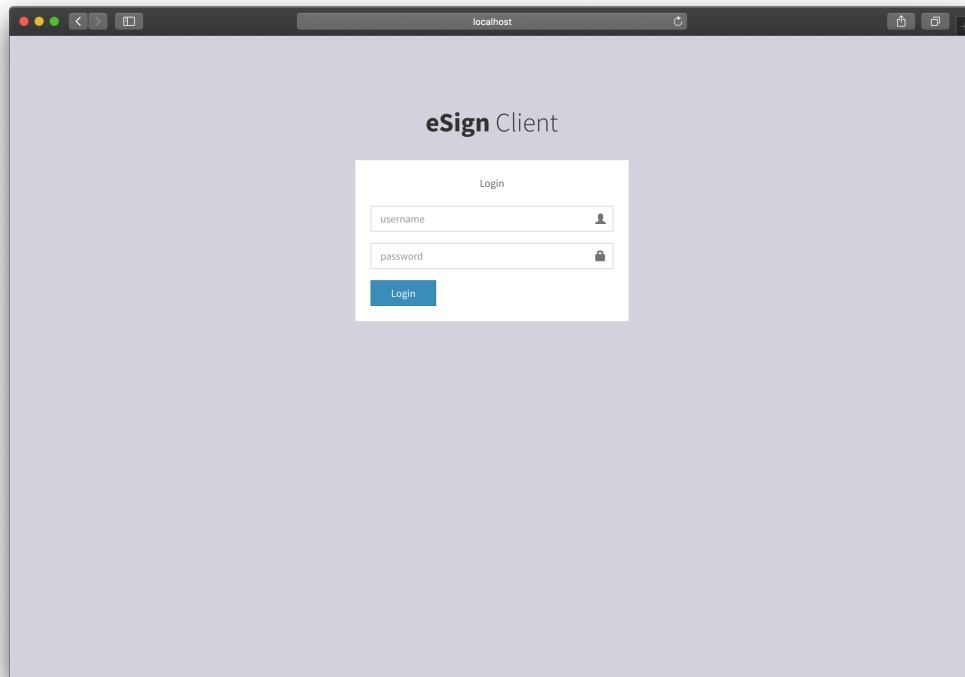 localhost
eSign Client
Login
username
password
Login